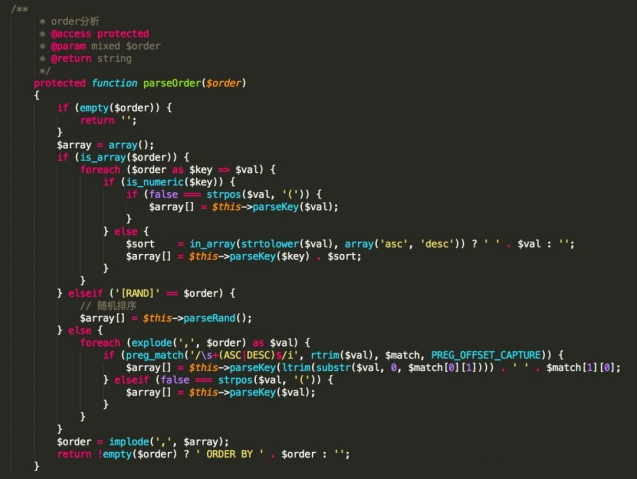 /**
 * order分析
 * @access protected
 * @param mixed $order
 * @return string
 */
protected function parseOrder($order)
{
    if (empty($order)) {
        return '';
    }
    $array = array();
    if (is_array($order)) {
        foreach ($order as $key => $val) {
            if (is_numeric($key)) {
                if (false === strpos($val, '(')) {
                    $array[] = $this->parseKey($val);
                }
            } else {
                $sort    = in_array(strtolower($val), array('asc', 'desc')) ? ' ' . $val : '';
                $array[] = $this->parseKey($key) . $sort;
            }
        }
    } elseif ('[RAND]' == $order) {
        // 随机排序
        $array[] = $this->parseRand();
    } else {
        foreach (explode(',', $order) as $val) {
            if (preg_match('/\s+(ASC|DESC)$/i', rtrim($val), $match, PREG_OFFSET_CAPTURE)) {
                $array[] = $this->parseKey(ltrim(substr($val, 0, $match[0][1]))) . ' ' . $match[1][0];
            } elseif (false === strpos($val, '(')) {
                $array[] = $this->parseKey($val);
            }
        }
    }
    $order = implode(',', $array);
    return !empty($order) ? ' ORDER BY ' . $order : '';
}